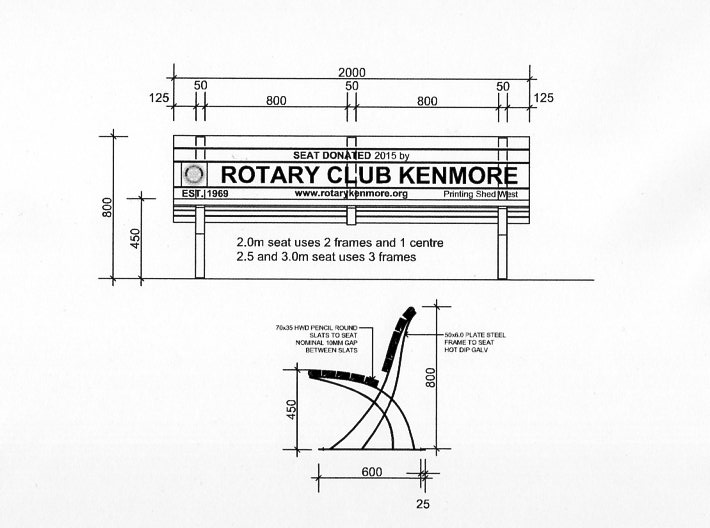 2000
50 50 50
125 800 800 125
SEAT DONATED 2015 by
ROTARY CLUB KENMORE
EST. 1969 www.rotarykenmore.org Printing Shed West
800
450
2.0m seat uses 2 frames and 1 centre
2.5 and 3.0m seat uses 3 frames
70x35 HWD PENCIL ROUND
SLATS TO SEAT
NOMINAL 10MM GAP
BETWEEN SLATS
50x6.0 PLATE STEEL
FRAME TO SEAT
HOT DIP GALV
450
800
600
25